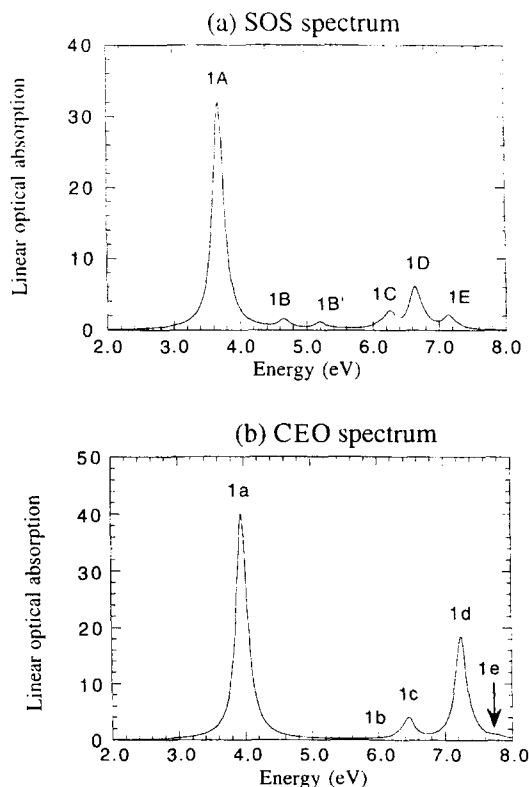 (a) SOS spectrum
40
30
20
10
0
Linear optical absorption
1A
1B
1B'
1C
1D
1E
2.0 3.0 4.0 5.0 6.0 7.0 8.0
Energy (eV)
(b) CEO spectrum
50
40
30
20
10
0
Linear optical absorption
1a
1b
1c
1d
1e
2.0 3.0 4.0 5.0 6.0 7.0 8.0
Energy (eV)